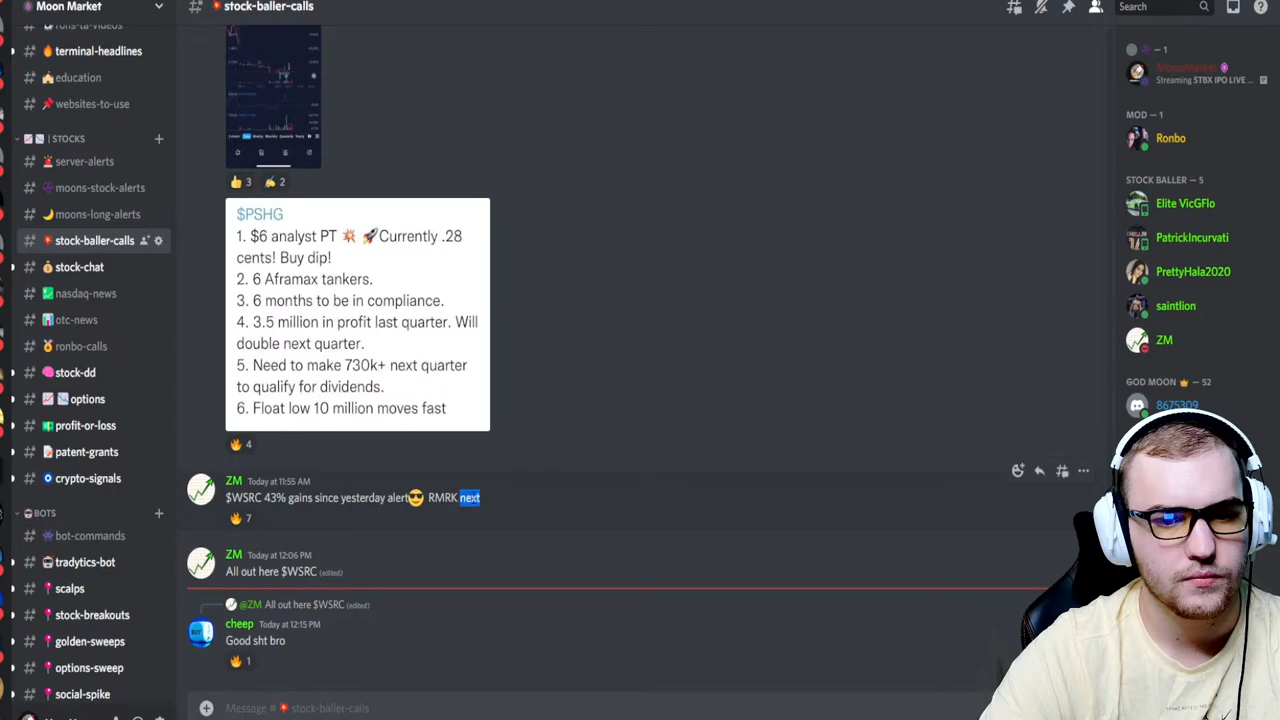 Moon Market
stock-baller-calls
Search
terminal-headlines
education
websites-to-use
| STOCKS
server-alerts
moons-stock-alerts
moons-long-alerts
stock-baller-calls
stock-chat
nasdaq-news
otc-news
ronbo-calls
stock-dd
options
profit-or-loss
patent-grants
crypto-signals
BOTS
bot-commands
tradytics-bot
scalps
stock-breakouts
golden-sweeps
options-sweep
social-spike
👍 3 ✍️ 2
$PSHG
1. $6 analyst PT 💥 🚀Currently .28
cents! Buy dip!
2. 6 Aframax tankers.
3. 6 months to be in compliance.
4. 3.5 million in profit last quarter. Will
double next quarter.
5. Need to make 730k+ next quarter
to qualify for dividends.
6. Float low 10 million moves fast
🔥 4
ZM Today at 11:55 AM
$WSRC 43% gains since yesterday alert😎 RMRK next
🔥 7
ZM Today at 12:06 PM
All out here $WSRC (edited)
@ZM All out here $WSRC (edited)
cheep Today at 12:15 PM
Good sht bro
🔥 1
Message # stock-baller-calls
— 1
Streaming STBX IPO LIVE ...
MOD — 1
Ronbo
STOCK BALLER — 5
Elite VicGFlo
PatrickIncurvati
PrettyHala2020
saintlion
ZM
GOD MOON 👑 — 52
8675309